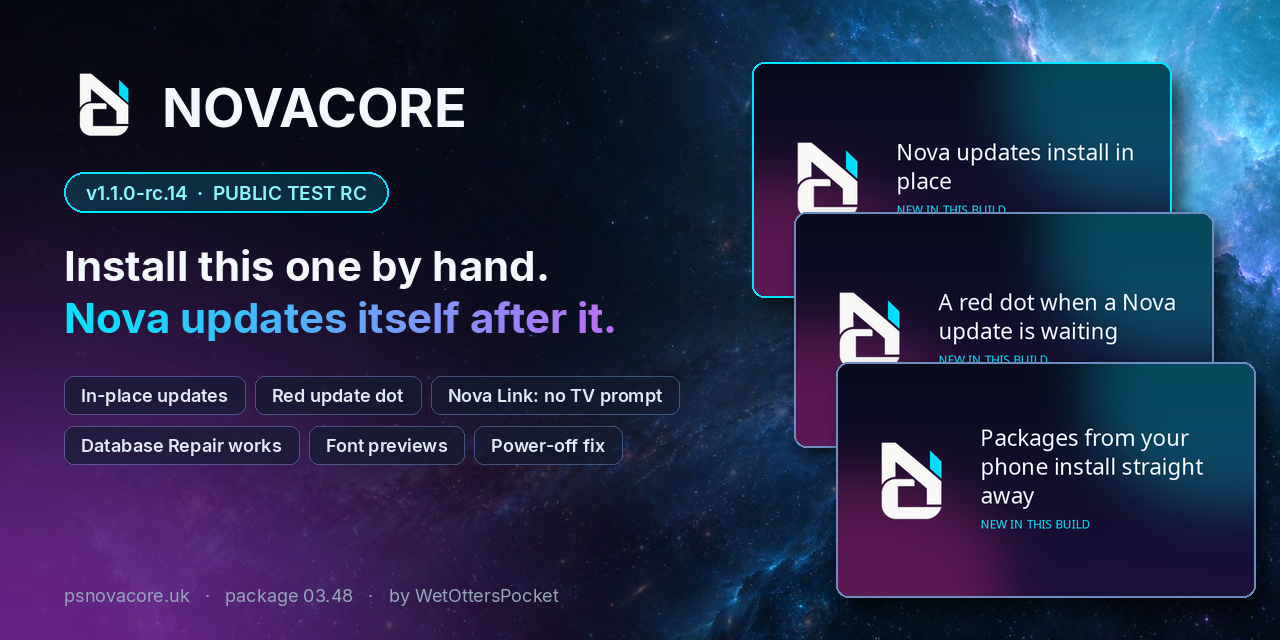 NOVACORE
v1.1.0-rc.14 · PUBLIC TEST RC
Install this one by hand.
Nova updates itself after it.
In-place updates
Red update dot
Nova Link: no TV prompt
Database Repair works
Font previews
Power-off fix
psnovacore.uk · package 03.48 · by WetOttersPocket
Nova updates install in
place
NEW IN THIS BUILD
A red dot when a Nova
update is waiting
NEW IN THIS BUILD
Packages from your
phone install straight
away
NEW IN THIS BUILD